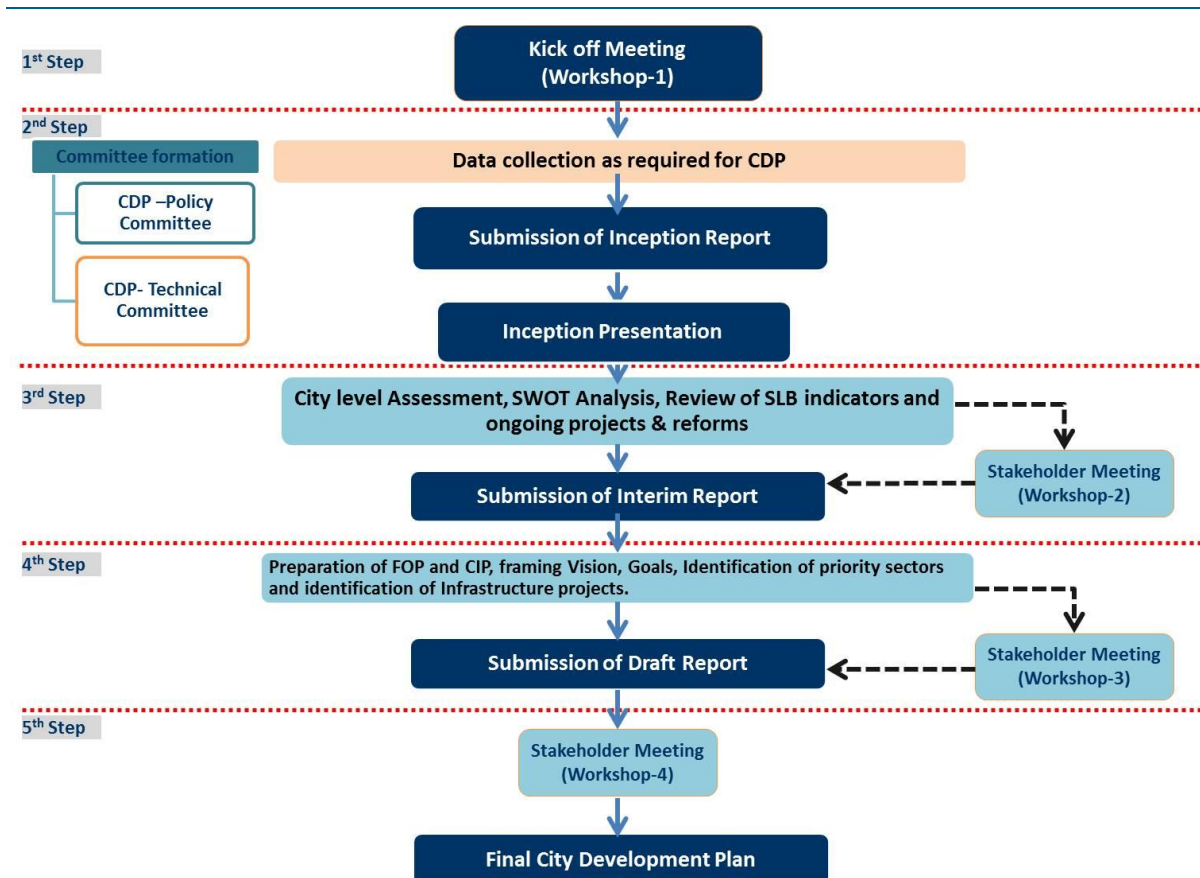 1st Step
Kick off Meeting
(Workshop-1)
2nd Step
Committee formation
CDP –Policy
Committee
CDP- Technical
Committee
Data collection as required for CDP
Submission of Inception Report
Inception Presentation
3rd Step
City level Assessment, SWOT Analysis, Review of SLB indicators and
ongoing projects & reforms
Stakeholder Meeting
(Workshop-2)
Submission of Interim Report
4th Step
Preparation of FOP and CIP, framing Vision, Goals, Identification of priority sectors
and identification of Infrastructure projects.
Stakeholder Meeting
(Workshop-3)
Submission of Draft Report
5th Step
Stakeholder Meeting
(Workshop-4)
Final City Development Plan